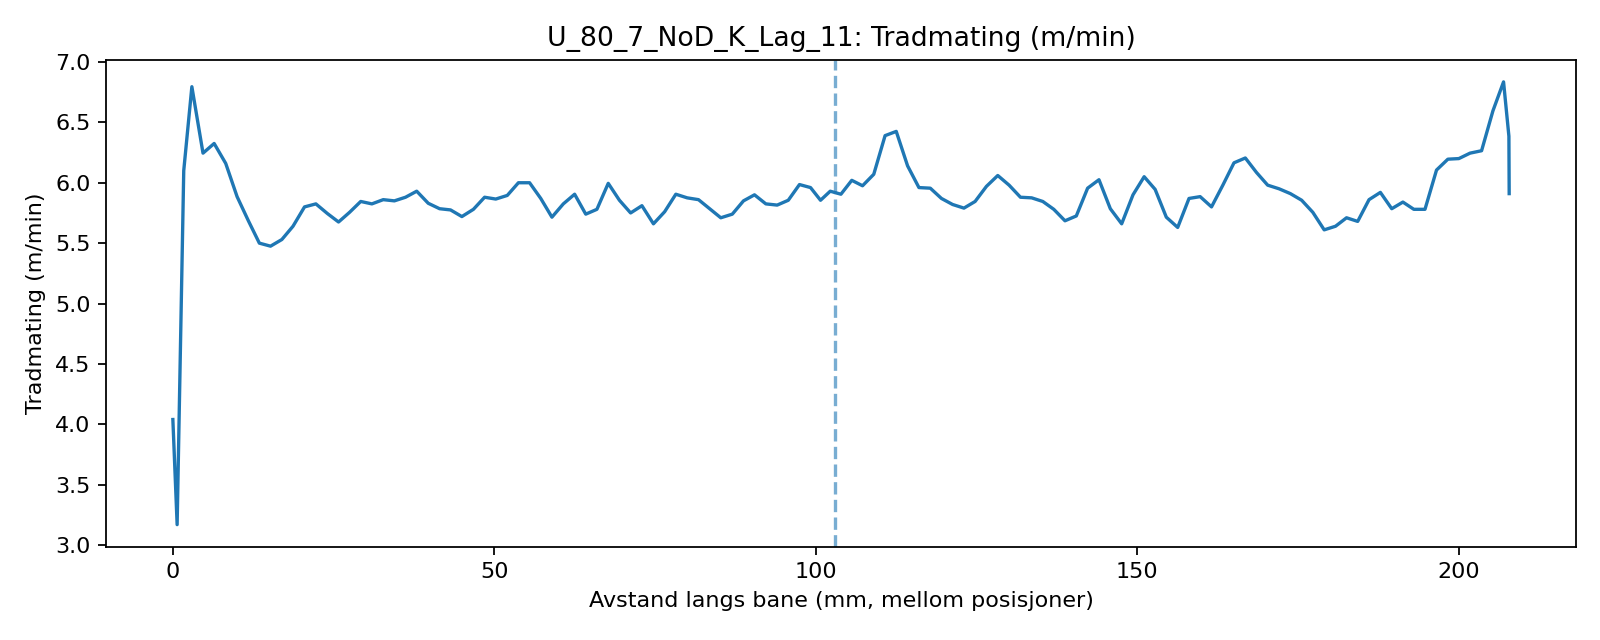 U_80_7_NoD_K_Lag_11: Tradmating (m/min)
Tradmating (m/min)
7.0
6.5
6.0
5.5
5.0
4.5
4.0
3.5
3.0
0 50 100 150 200
Avstand langs bane (mm, mellom posisjoner)